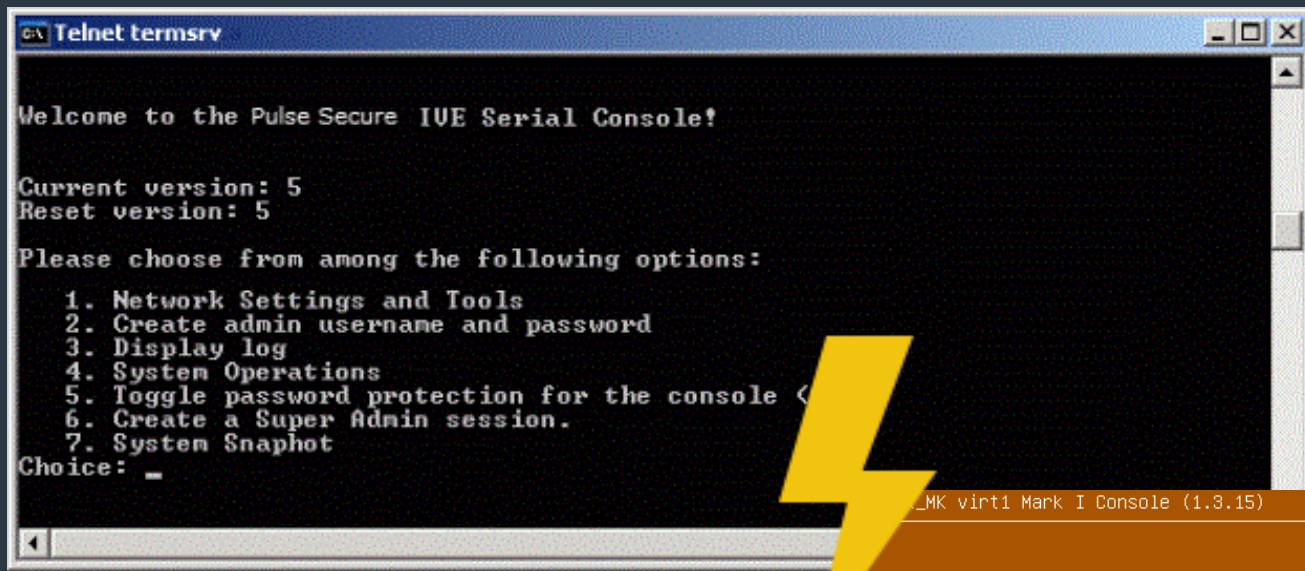 Telnet termsrv
Welcome to the Pulse Secure IVE Serial Console!
Current version: 5
Reset version: 5
Please choose from among the following options:
1. Network Settings and Tools
2. Create admin username and password
3. Display log
4. System Operations
5. Toggle password protection for the console (
6. Create a Super Admin session.
7. System Snaphot
Choice: _
_MK virt1 Mark I Console (1.3.15)